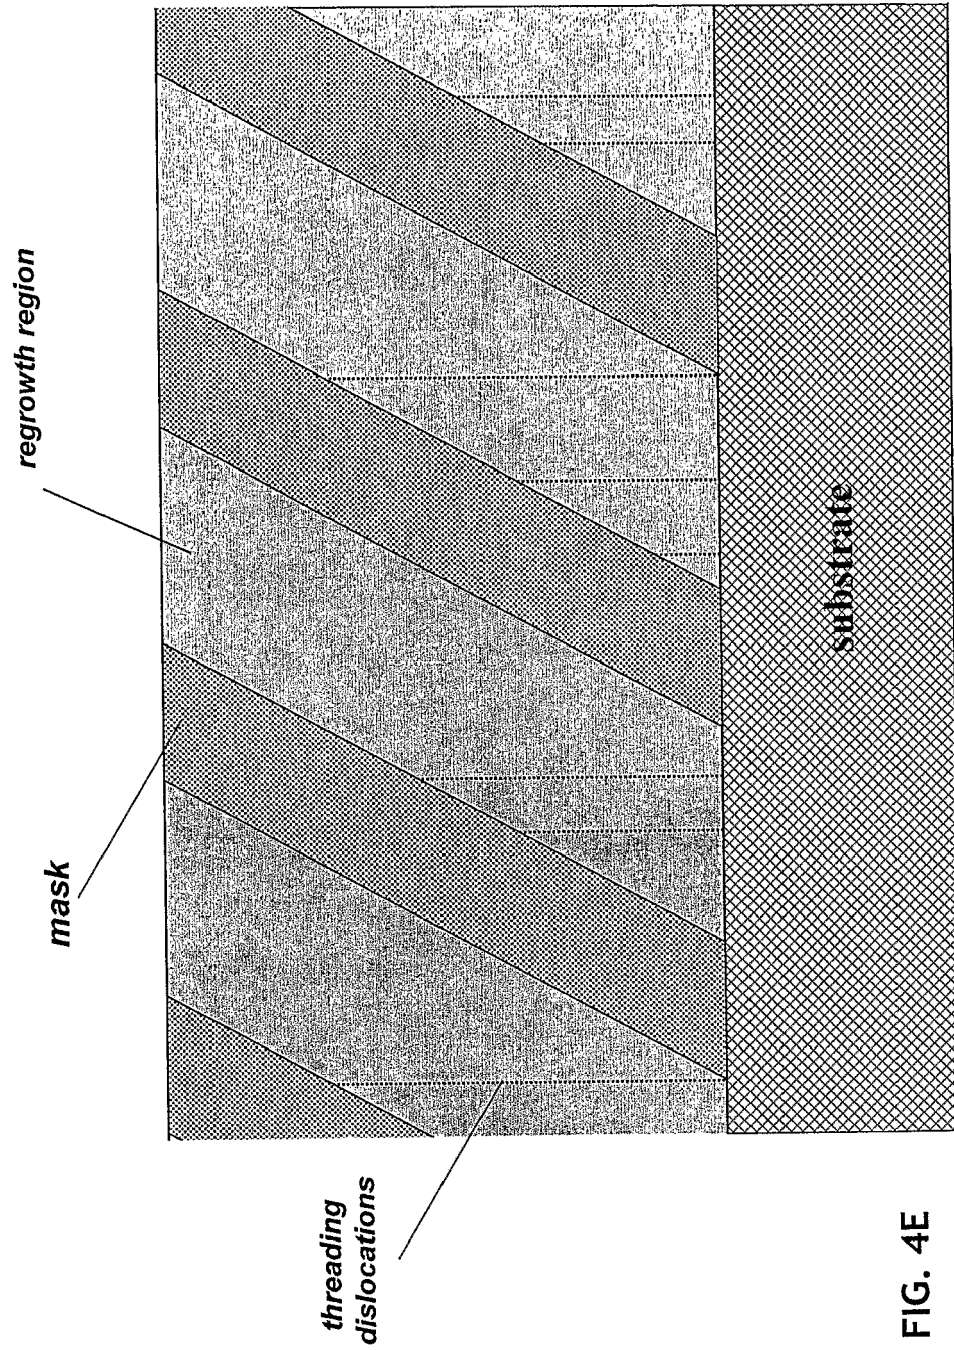 regrowth region
mask
threading
dislocations
substrate
FIG. 4E